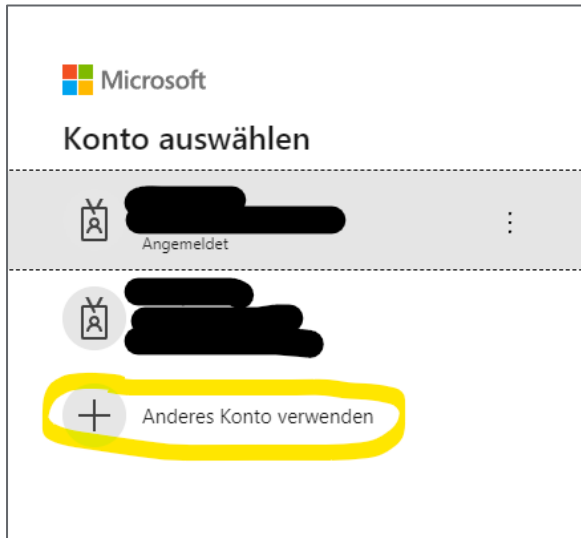 Microsoft
Konto auswählen
Angemeldet
Anderes Konto verwenden